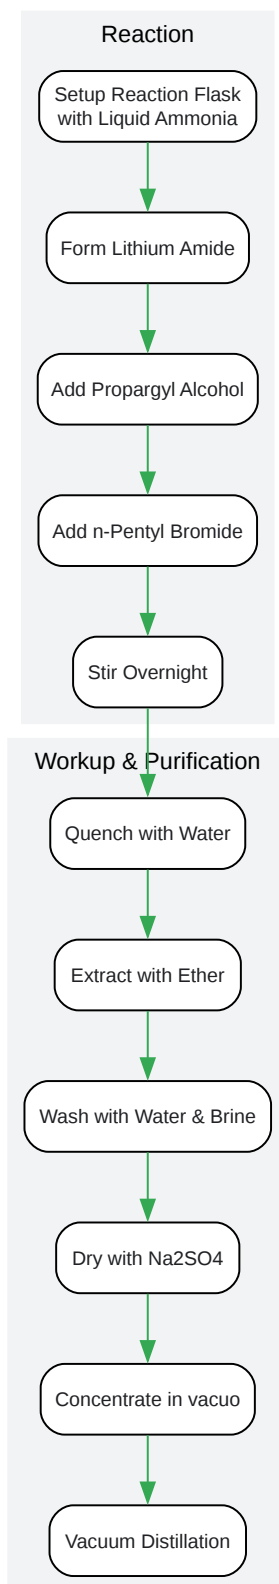 Reaction
Setup Reaction Flask
with Liquid Ammonia
Form Lithium Amide
Add Propargyl Alcohol
Add n-Pentyl Bromide
Stir Overnight
Workup & Purification
Quench with Water
Extract with Ether
Wash with Water & Brine
Dry with Na2SO4
Concentrate in vacuo
Vacuum Distillation